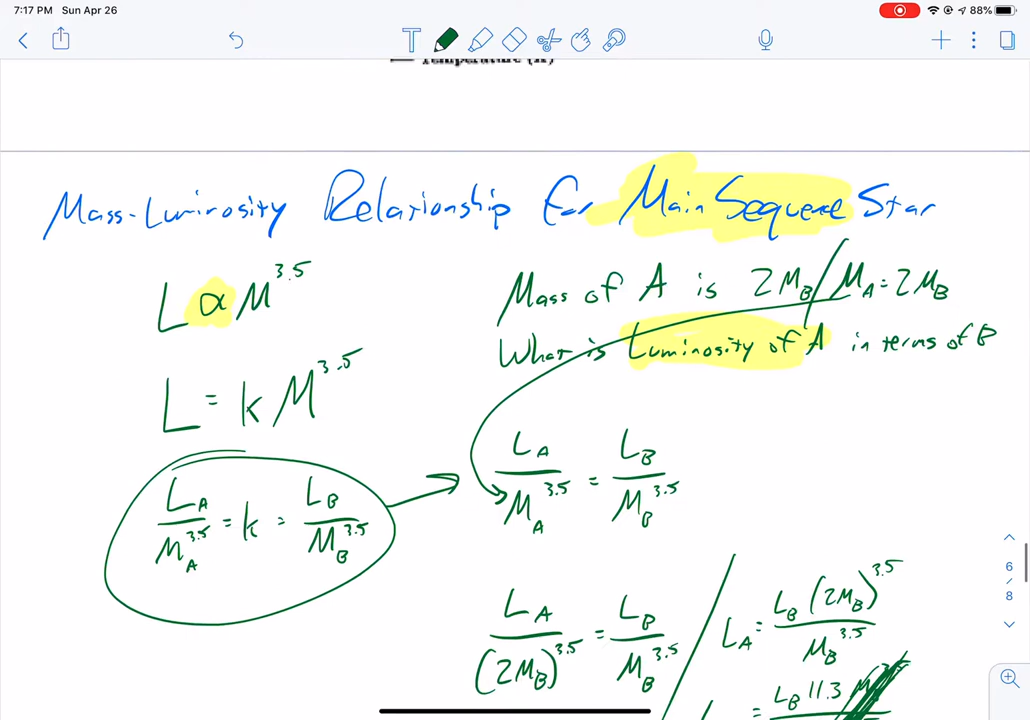 7:17 PM Sun Apr 26
88%
T
Temperature (K)
Mass-Luminosity Relationship For Main Sequence Star
L ∝ M^3.5
Mass of A is 2M_B / M_A = 2M_B
What is Luminosity of A in terms of B
L = k M^3.5
L_A / M_A^3.5 = k = L_B / M_B^3.5
L_A / M_A^3.5 = L_B / M_B^3.5
L_A / (2M_B)^3.5 = L_B / M_B^3.5
L_A = L_B (2M_B)^3.5 / M_B^3.5
= L_B 11.3
6
/
8